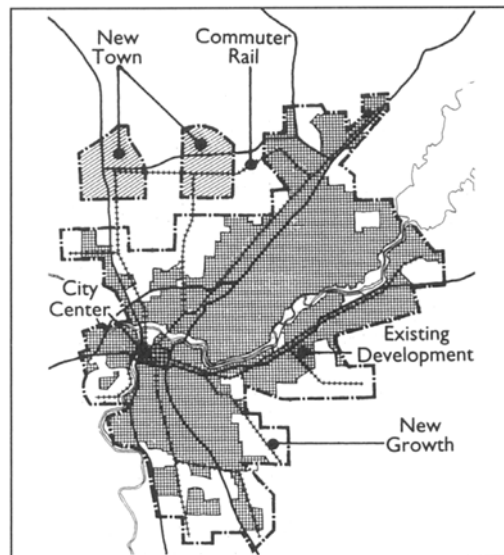 New
Town
Commuter
Rail
City
Center
Existing
Development
New
Growth